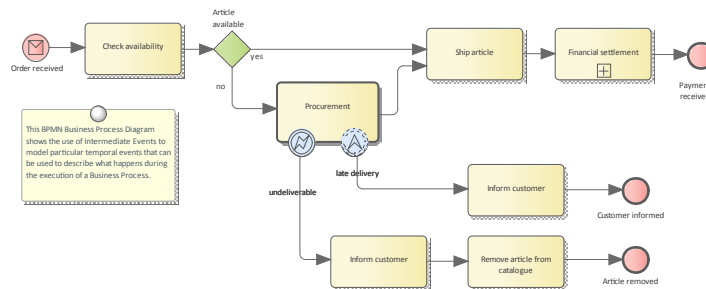 Article
available
Order received
Check availability
yes
no
Ship article
Financial settlement
Procurement
This BPMN Business Process Diagram
shows the use of Intermediate Events to
model particular temporal events that can
be used to describe what happens during
the execution of a Business Process.
undeliverable
late delivery
Inform customer
Customer informed
Inform customer
Remove article from
catalogue
Article removed